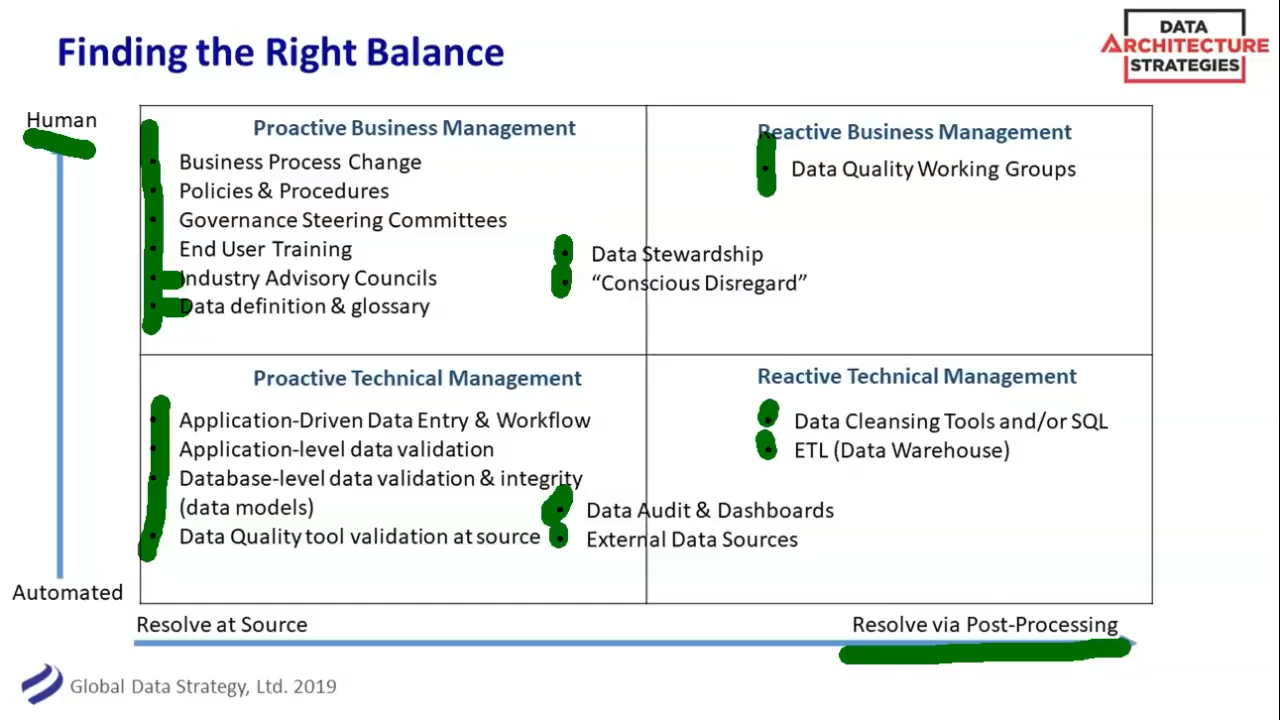 Finding the Right Balance
DATA
ARCHITECTURE
STRATEGIES
Human
Proactive Business Management
Business Process Change
Policies & Procedures
Governance Steering Committees
End User Training
Industry Advisory Councils
Data definition & glossary
Data Stewardship
“Conscious Disregard”
Reactive Business Management
Data Quality Working Groups
Proactive Technical Management
Application-Driven Data Entry & Workflow
Application-level data validation
Database-level data validation & integrity
(data models)
Data Quality tool validation at source
Data Audit & Dashboards
External Data Sources
Reactive Technical Management
Data Cleansing Tools and/or SQL
ETL (Data Warehouse)
Automated
Resolve at Source
Resolve via Post-Processing
Global Data Strategy, Ltd. 2019